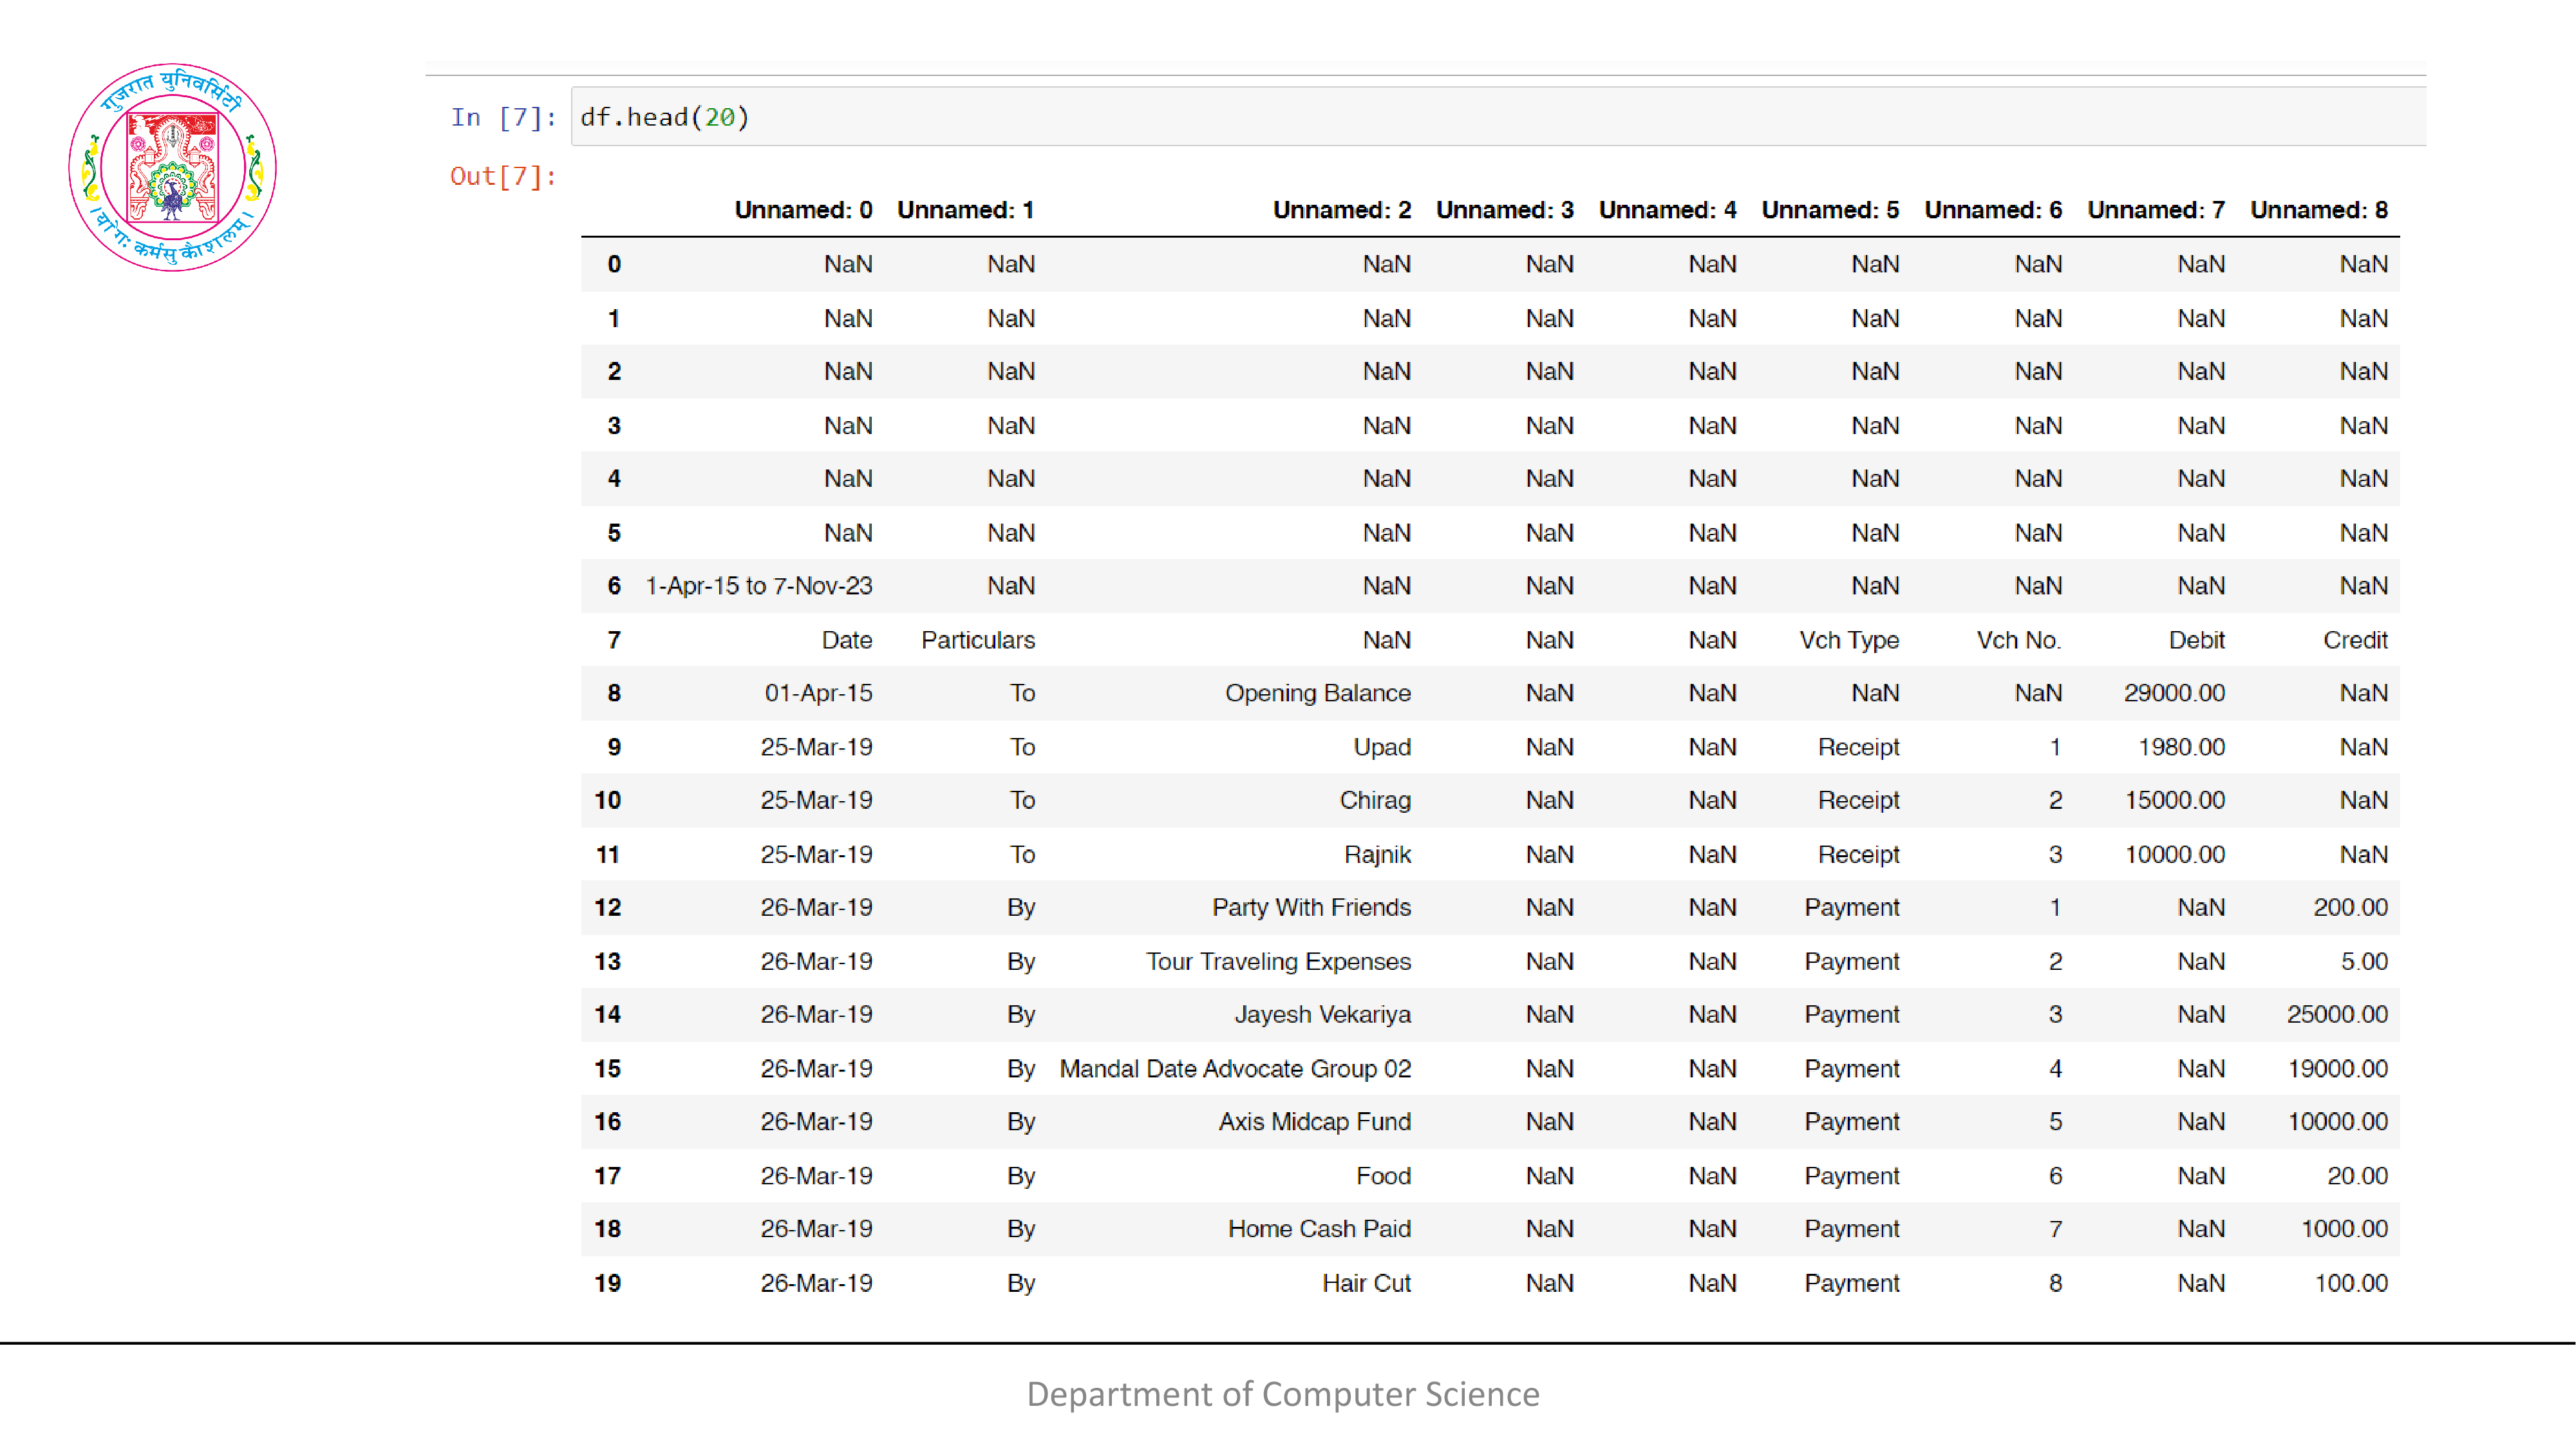 गुजरात युनिवर्सिटी
। योगः कर्मसु कौशलम् ।
In [7]: df.head(20)
Out[7]:
Unnamed: 0 Unnamed: 1 Unnamed: 2 Unnamed: 3 Unnamed: 4 Unnamed: 5 Unnamed: 6 Unnamed: 7 Unnamed: 8
0 NaN NaN NaN NaN NaN NaN NaN NaN NaN
1 NaN NaN NaN NaN NaN NaN NaN NaN NaN
2 NaN NaN NaN NaN NaN NaN NaN NaN NaN
3 NaN NaN NaN NaN NaN NaN NaN NaN NaN
4 NaN NaN NaN NaN NaN NaN NaN NaN NaN
5 NaN NaN NaN NaN NaN NaN NaN NaN NaN
6 1-Apr-15 to 7-Nov-23 NaN NaN NaN NaN NaN NaN NaN NaN
7 Date Particulars NaN NaN NaN Vch Type Vch No. Debit Credit
8 01-Apr-15 To Opening Balance NaN NaN NaN NaN 29000.00 NaN
9 25-Mar-19 To Upad NaN NaN Receipt 1 1980.00 NaN
10 25-Mar-19 To Chirag NaN NaN Receipt 2 15000.00 NaN
11 25-Mar-19 To Rajnik NaN NaN Receipt 3 10000.00 NaN
12 26-Mar-19 By Party With Friends NaN NaN Payment 1 NaN 200.00
13 26-Mar-19 By Tour Traveling Expenses NaN NaN Payment 2 NaN 5.00
14 26-Mar-19 By Jayesh Vekariya NaN NaN Payment 3 NaN 25000.00
15 26-Mar-19 By Mandal Date Advocate Group 02 NaN NaN Payment 4 NaN 19000.00
16 26-Mar-19 By Axis Midcap Fund NaN NaN Payment 5 NaN 10000.00
17 26-Mar-19 By Food NaN NaN Payment 6 NaN 20.00
18 26-Mar-19 By Home Cash Paid NaN NaN Payment 7 NaN 1000.00
19 26-Mar-19 By Hair Cut NaN NaN Payment 8 NaN 100.00
Department of Computer Science